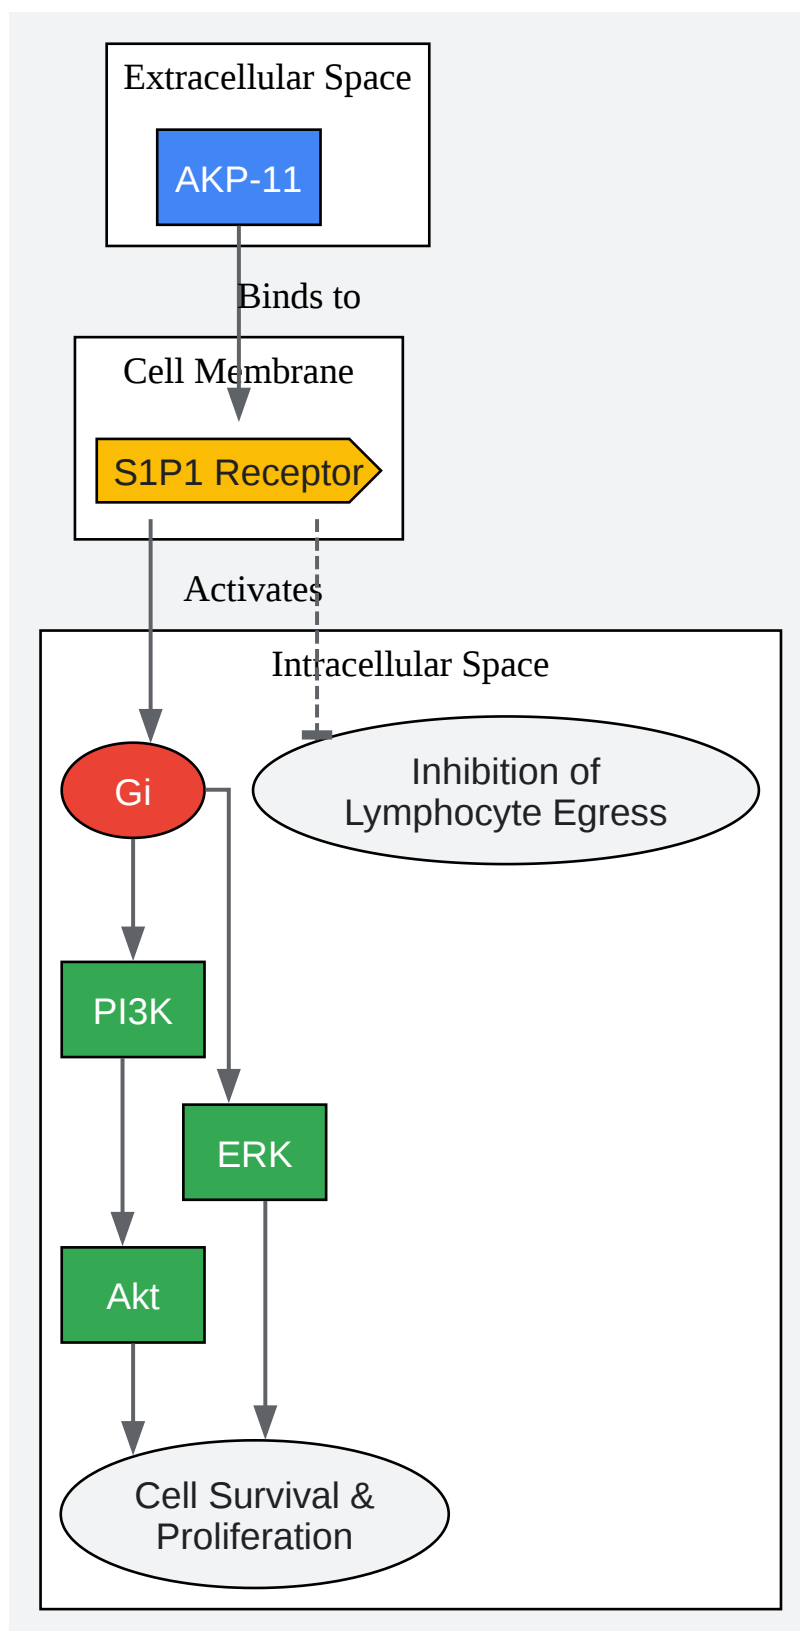 Extracellular Space
AKP-11
Binds to
Cell Membrane
S1P1 Receptor
Activates
Intracellular Space
Gi
Inhibition of
Lymphocyte Egress
PI3K
ERK
Akt
Cell Survival &
Proliferation